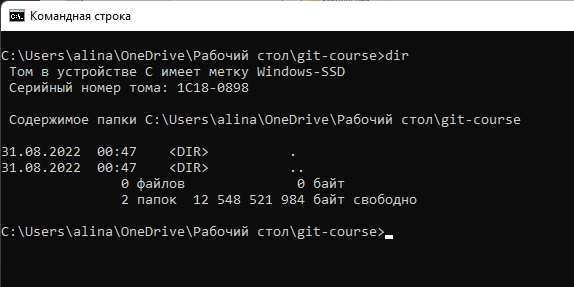 Командная строка
C:\Users\alina\OneDrive\Рабочий стол\git-course>dir
Том в устройстве C имеет метку Windows-SSD
Серийный номер тома: 1C18-0898
Содержимое папки C:\Users\alina\OneDrive\Рабочий стол\git-course
31.08.2022  00:47    <DIR>          .
31.08.2022  00:47    <DIR>          ..
0 файлов              0 байт
2 папок  12 548 521 984 байт свободно
C:\Users\alina\OneDrive\Рабочий стол\git-course>